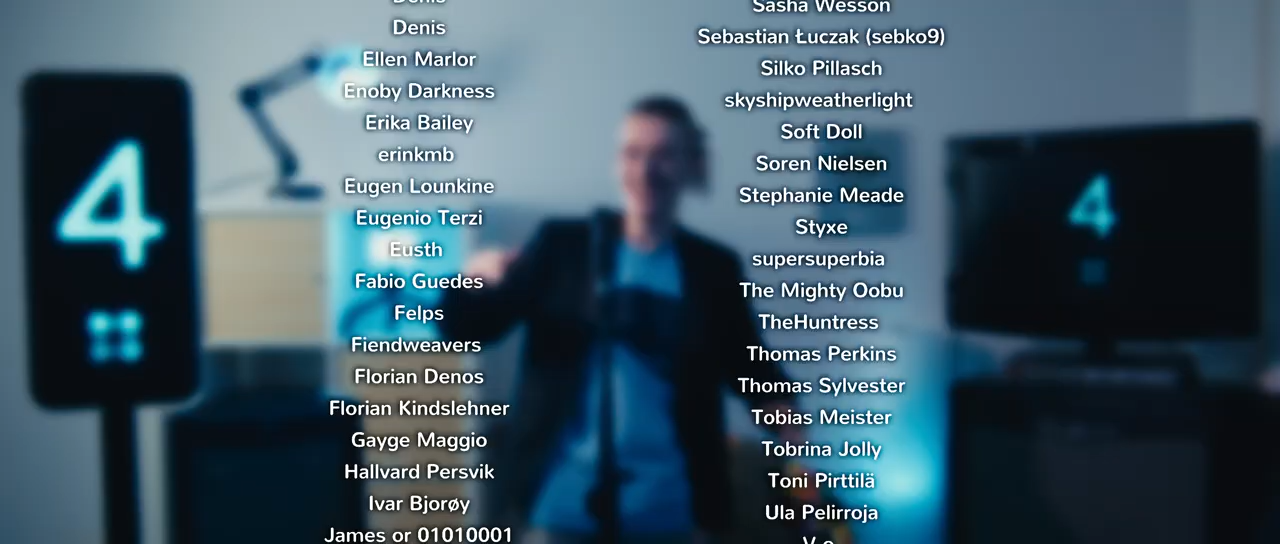 Denis
Denis
Ellen Marlor
Enoby Darkness
Erika Bailey
erinkmb
Eugen Lounkine
Eugenio Terzi
Eusth
Fabio Guedes
Felps
Fiendweavers
Florian Denos
Florian Kindslehner
Gayge Maggio
Hallvard Persvik
Ivar Bjorøy
James or 01010001
Sasha Wesson
Sebastian Łuczak (sebko9)
Silko Pillasch
skyshipweatherlight
Soft Doll
Soren Nielsen
Stephanie Meade
Styxe
supersuperbia
The Mighty Oobu
TheHuntress
Thomas Perkins
Thomas Sylvester
Tobias Meister
Tobrina Jolly
Toni Pirttilä
Ula Pelirroja
4
4